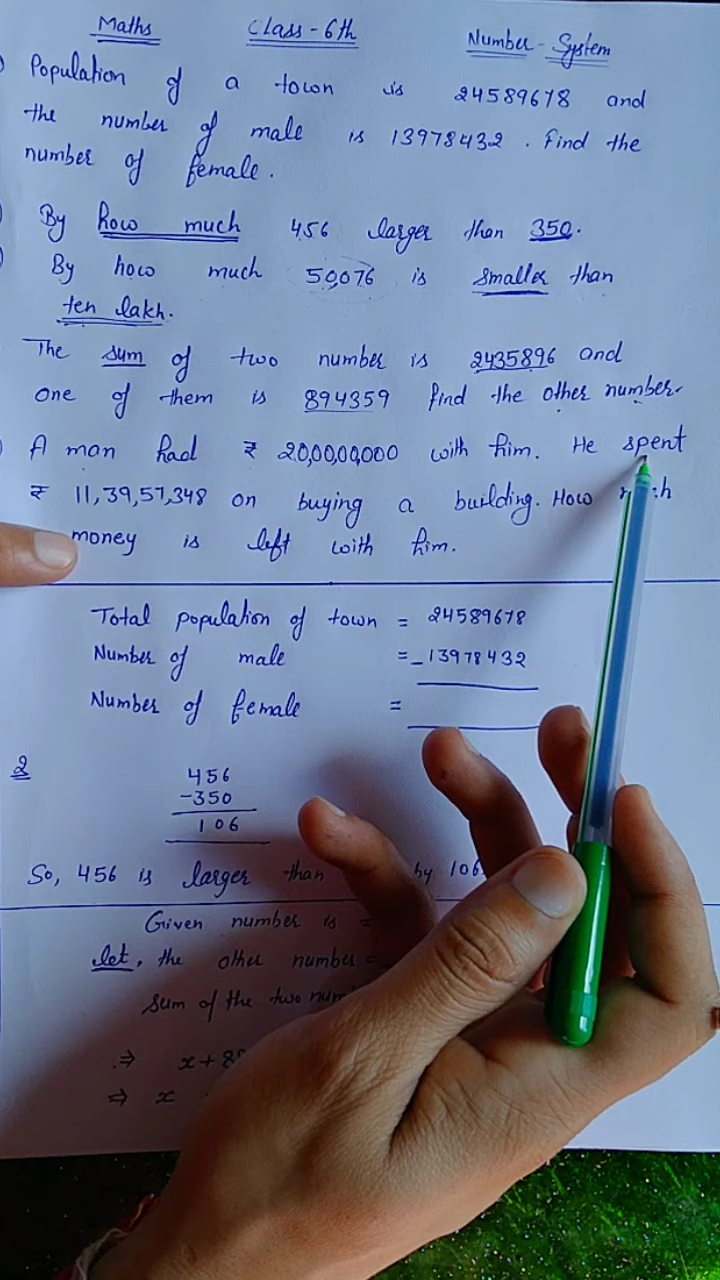 Maths Class-6th Number-System
Population of a town is 24589678 and
the number of male is 13978432. Find the
number of female.
By how much 456 larger than 350.
By how much 50,076 is smaller than
ten lakh.
The sum of two number is 2435896 and
one of them is 894359 find the other number.
A man had ₹ 20,00,00,000 with him. He spent
₹ 11,39,57,348 on buying a building. How
money is left with him.
Total population of town = 24589678
Number of male = -13978432
Number of female =
2
456
-350
106
So, 456 is larger than by 106
Given number is =
let, the other number =
sum of the two
⇒ x+
⇒ x